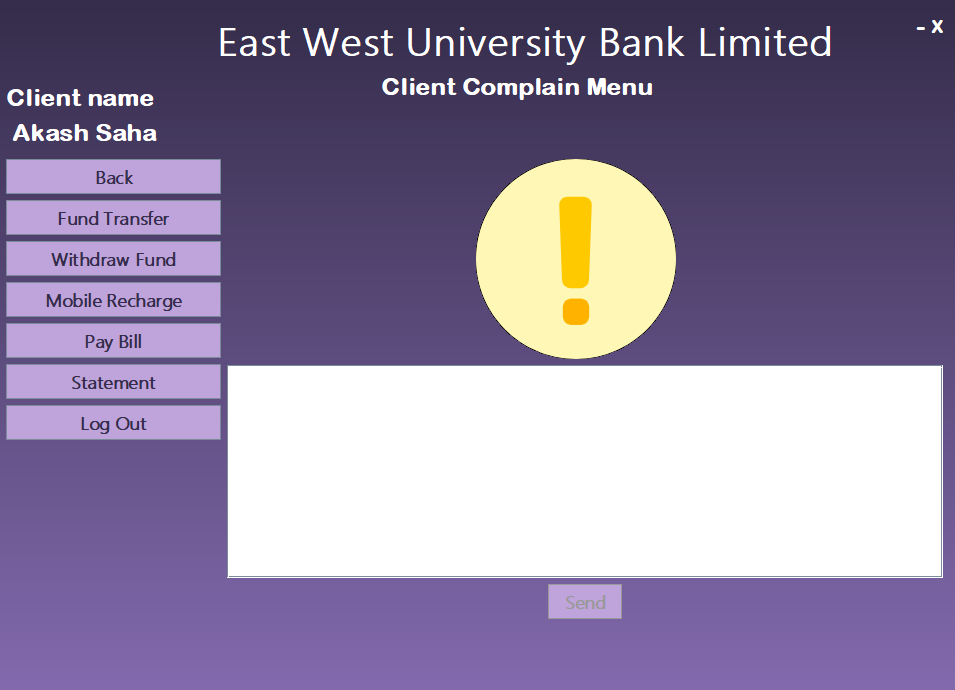 East West University Bank Limited
- X
Client Complain Menu
Client name
Akash Saha
Back
Fund Transfer
Withdraw Fund
Mobile Recharge
Pay Bill
Statement
Log Out
!
Send